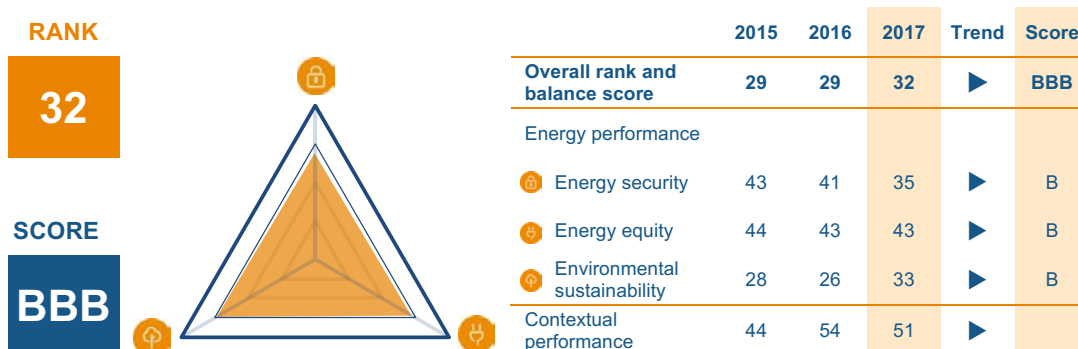 RANK
32
SCORE
BBB
2015 2016 2017 Trend Score
Overall rank and
balance score 29 29 32 BBB
Energy performance
Energy security 43 41 35 B
Energy equity 44 43 43 B
Environmental
sustainability 28 26 33 B
Contextual
performance 44 54 51